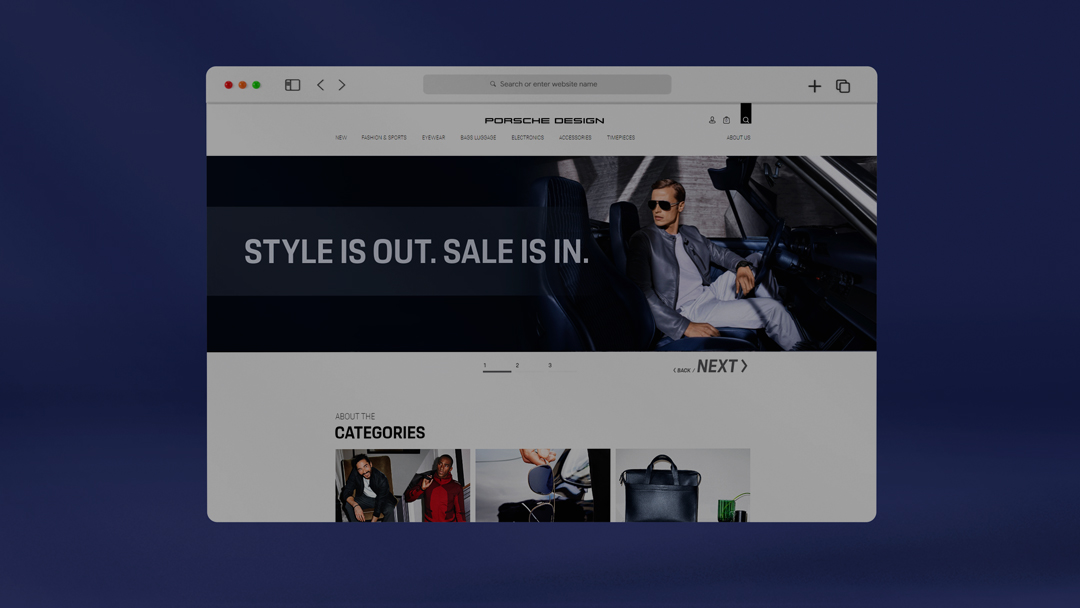 Search or enter website name
PORSCHE DESIGN
NEW FASHION & SPORTS EYEWEAR BAGS LUGGAGE ELECTRONICS ACCESSORIES TIMEPIECES ABOUT US
STYLE IS OUT. SALE IS IN.
1 2 3
BACK / NEXT
ABOUT THE
CATEGORIES